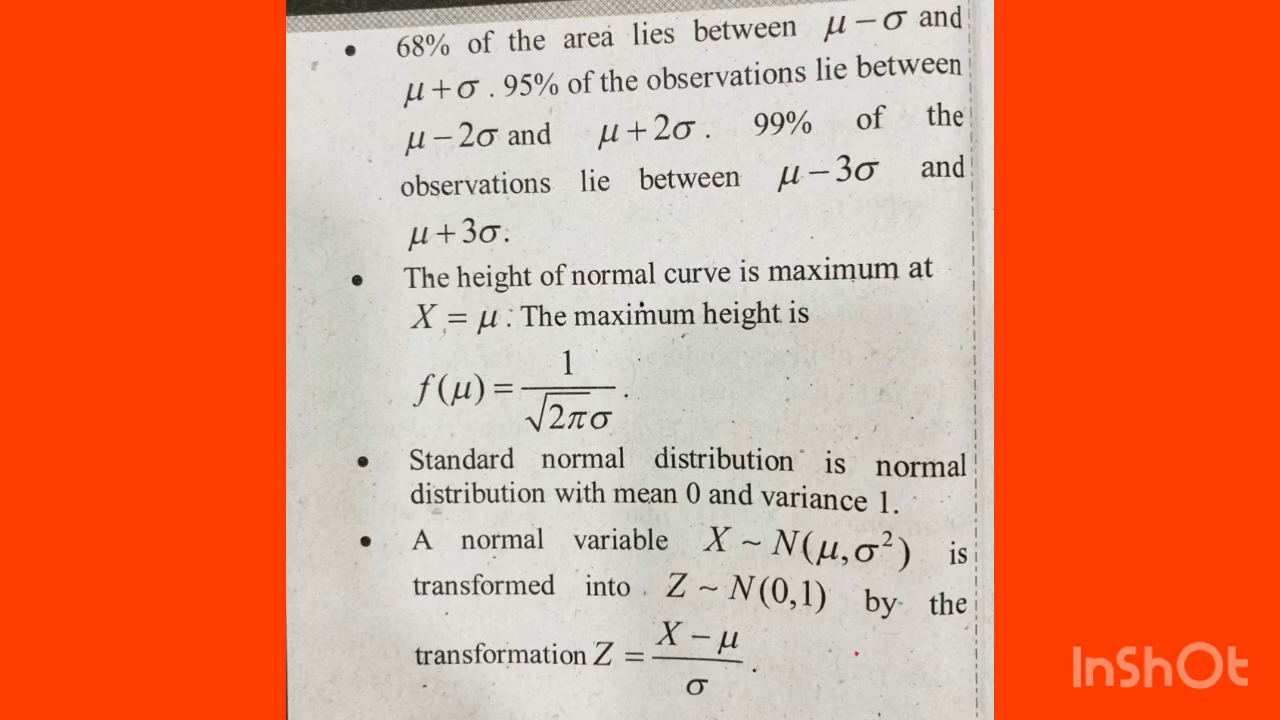 • 68% of the area lies between μ − σ and
μ + σ . 95% of the observations lie between
μ − 2σ and μ + 2σ . 99% of the
observations lie between μ − 3σ and
μ + 3σ.
• The height of normal curve is maximum at
X = μ . The maximum height is
f(μ) = 1/(√2π σ) .
• Standard normal distribution is normal
distribution with mean 0 and variance 1.
• A normal variable X ~ N(μ, σ²) is
transformed into Z ~ N(0,1) by the
transformation Z = (X − μ)/σ .
InShOt